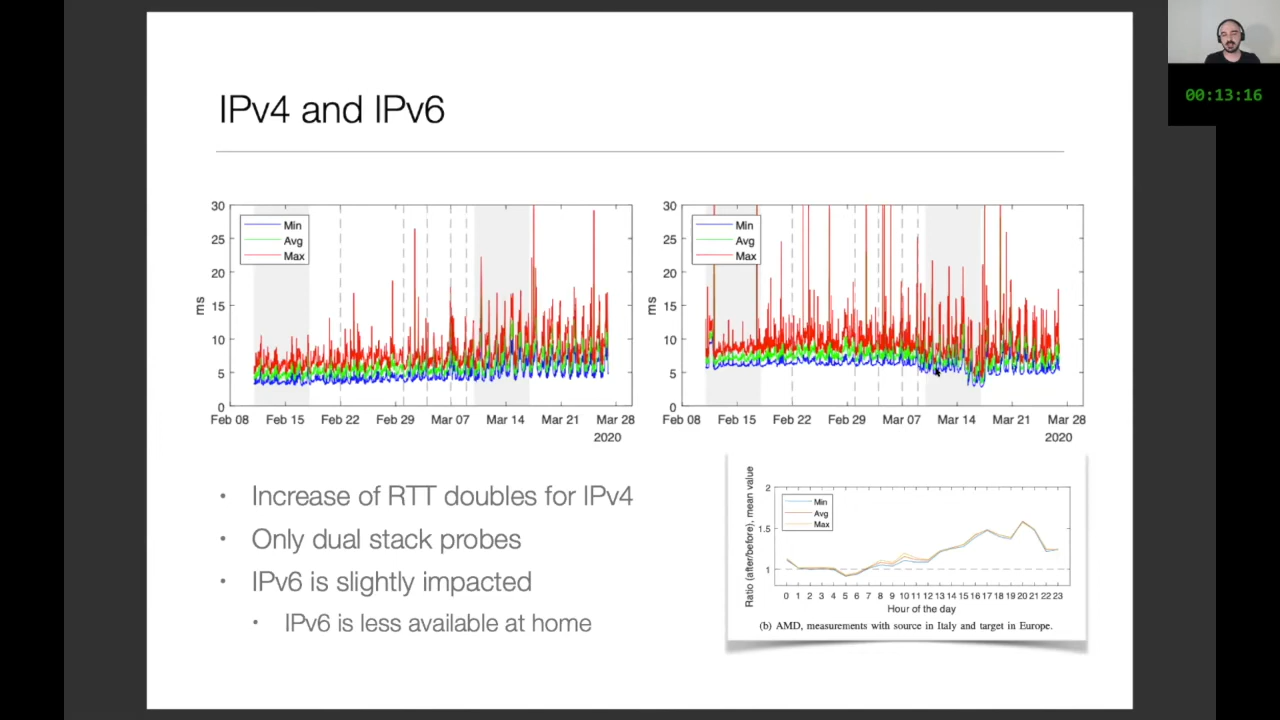 00:13:16
IPv4 and IPv6
30
25
20
15
10
5
0
ms
Min
Avg
Max
Feb 08 Feb 15 Feb 22 Feb 29 Mar 07 Mar 14 Mar 21 Mar 28
2020
30
25
20
15
10
5
0
ms
Min
Avg
Max
Feb 08 Feb 15 Feb 22 Feb 29 Mar 07 Mar 14 Mar 21 Mar 28
2020
• Increase of RTT doubles for IPv4
• Only dual stack probes
• IPv6 is slightly impacted
• IPv6 is less available at home
Ratio (after/before), mean value
2
1.5
1
Min
Avg
Max
0 1 2 3 4 5 6 7 8 9 10 11 12 13 14 15 16 17 18 19 20 21 22 23
Hour of the day
(b) AMD, measurements with source in Italy and target in Europe.